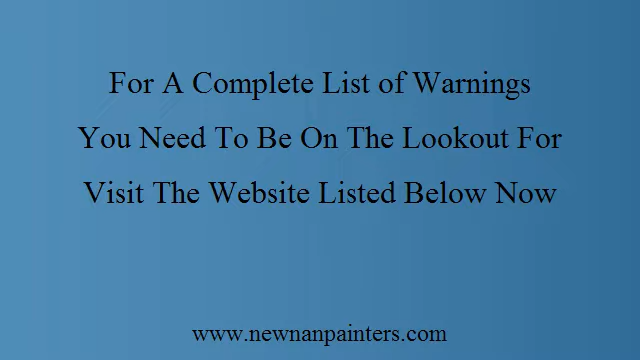 For A Complete List of Warnings
You Need To Be On The Lookout For
Visit The Website Listed Below Now
www.newnanpainters.com